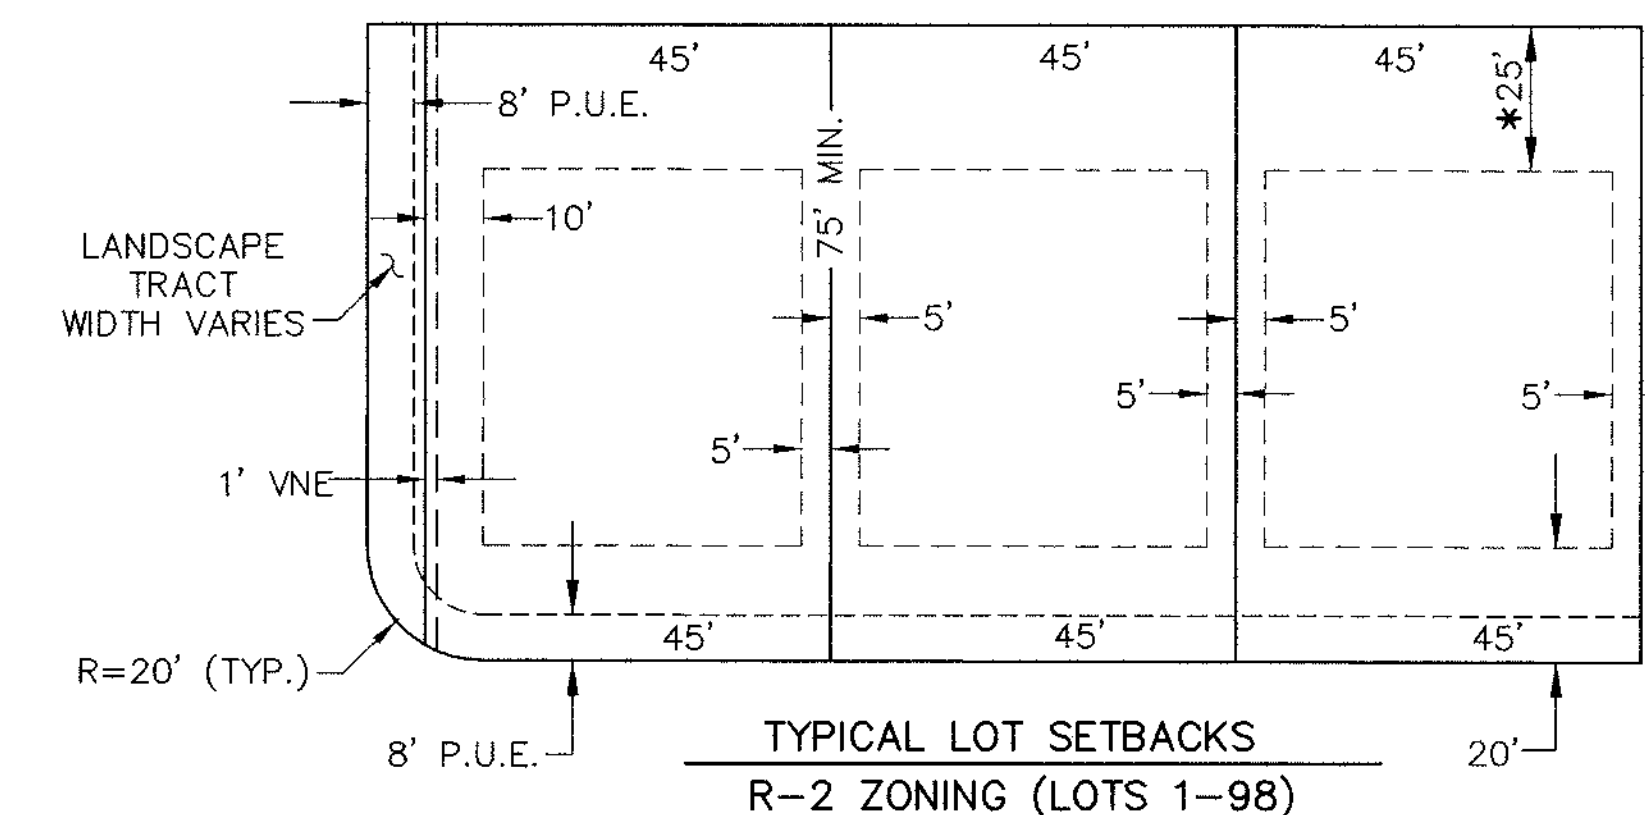 45'
45'
45'
*25'
8' P.U.E.
75' MIN.
10'
LANDSCAPE
TRACT
WIDTH VARIES
5'
5'
5'
5'
5'
1' VNE
45'
45'
45'
R=20' (TYP.)
8' P.U.E.
20'
TYPICAL LOT SETBACKS
R-2 ZONING (LOTS 1-98)